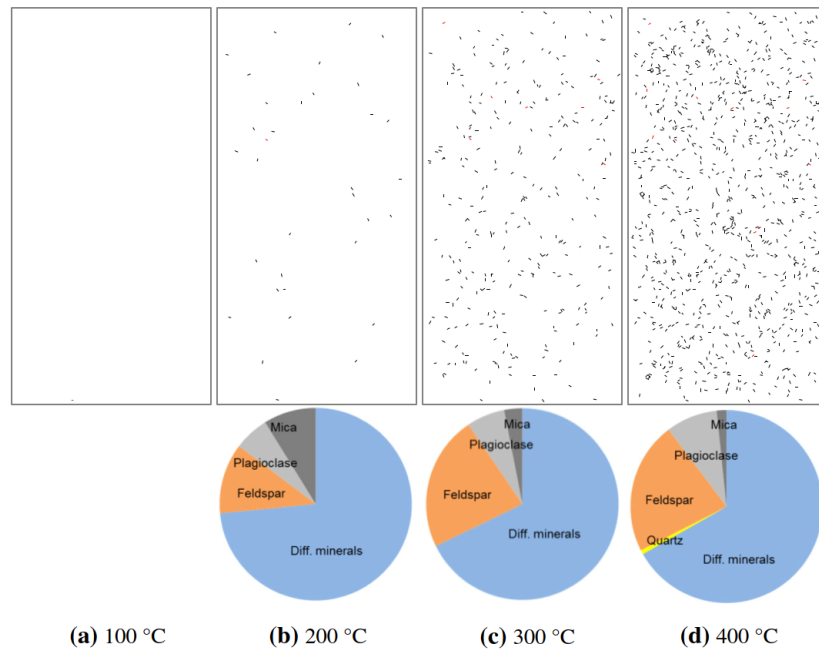 Mica
Plagioclase
Feldspar
Diff. minerals
Mica
Plagioclase
Feldspar
Diff. minerals
Mica
Plagioclase
Feldspar
Quartz
Diff. minerals
(a) 100 °C
(b) 200 °C
(c) 300 °C
(d) 400 °C